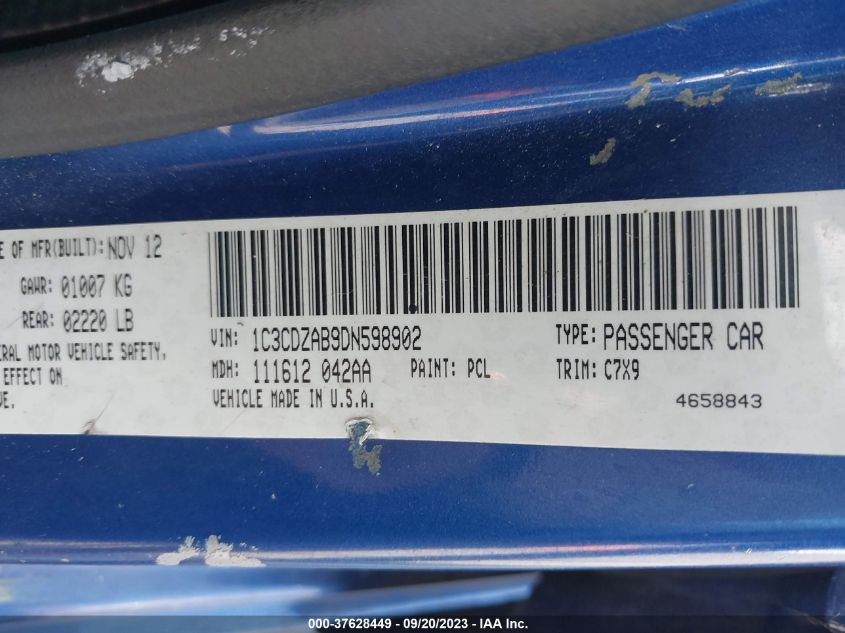 E OF MFR(BUILT): NOV 12
GAWR: 01007 KG
REAR: 02220 LB
ERAL MOTOR VEHICLE SAFETY,
EFFECT ON
VE.
VIN: 1C3CDZAB9DN598902
TYPE: PASSENGER CAR
MDH: 111612 042AA
PAINT: PCL
TRIM: C7X9
VEHICLE MADE IN U.S.A.
4658843
000-37628449 - 09/20/2023 - IAA Inc.